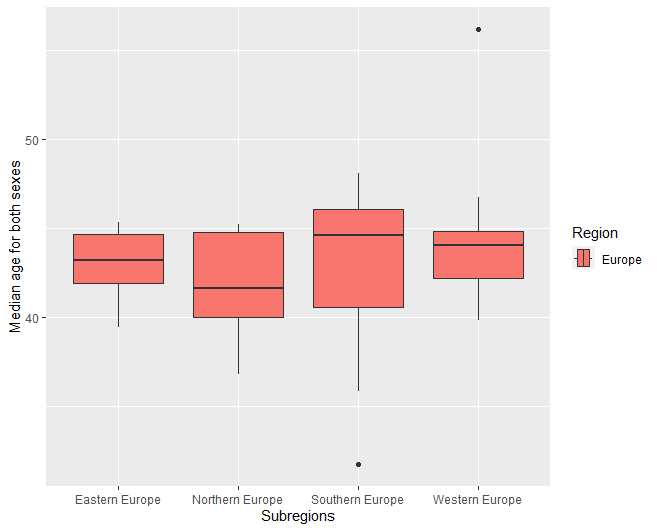 Median age for both sexes
50
40
Eastern Europe Northern Europe Southern Europe Western Europe
Subregions
Region
Europe